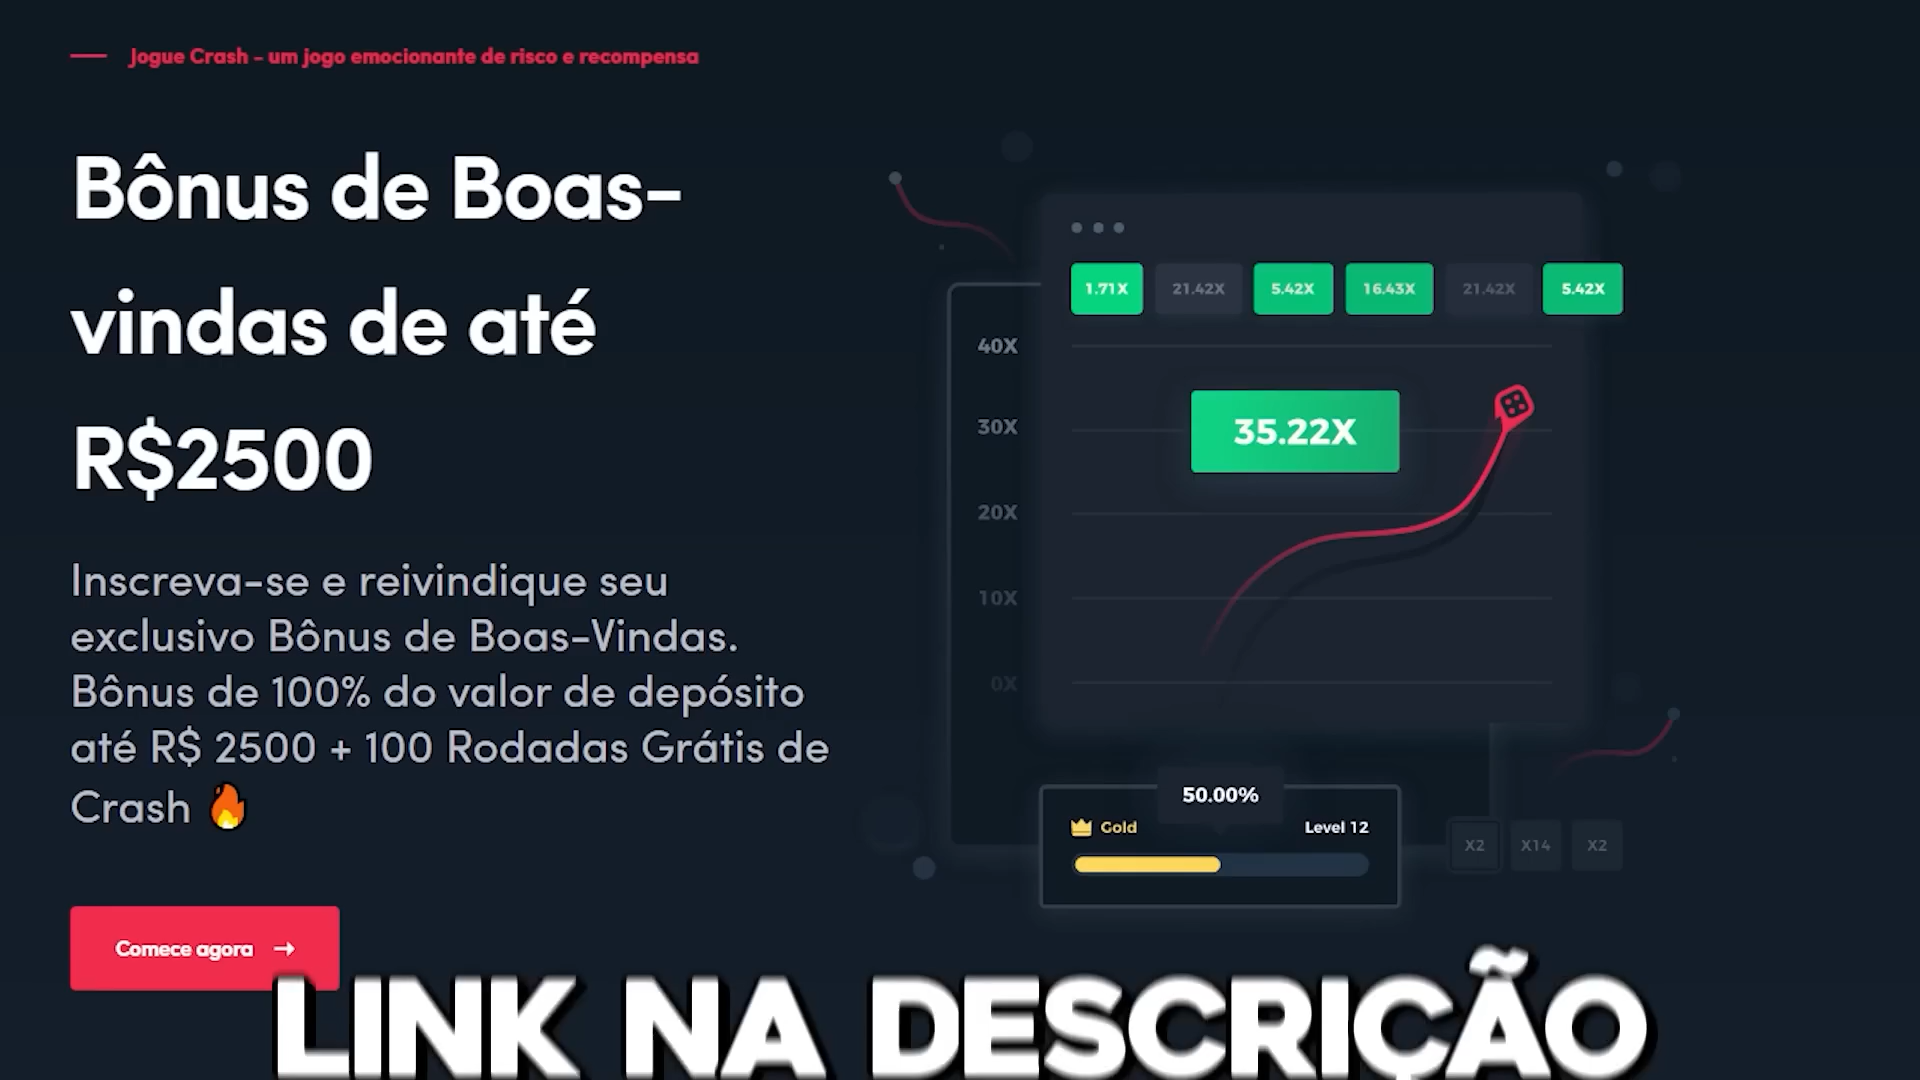 Jogue Crash - um jogo emocionante de risco e recompensa
Bônus de Boas-
vindas de até
R$2500
Inscreva-se e reivindique seu
exclusivo Bônus de Boas-Vindas.
Bônus de 100% do valor de depósito
até R$ 2500 + 100 Rodadas Grátis de
Crash 🔥
Comece agora →
1.71X 21.42X 5.42X 16.43X 21.42X 5.42X
40X
35.22X
30X
20X
10X
0X
50.00%
Gold Level 12
X2 X14 X2
LINK NA DESCRIÇÃO